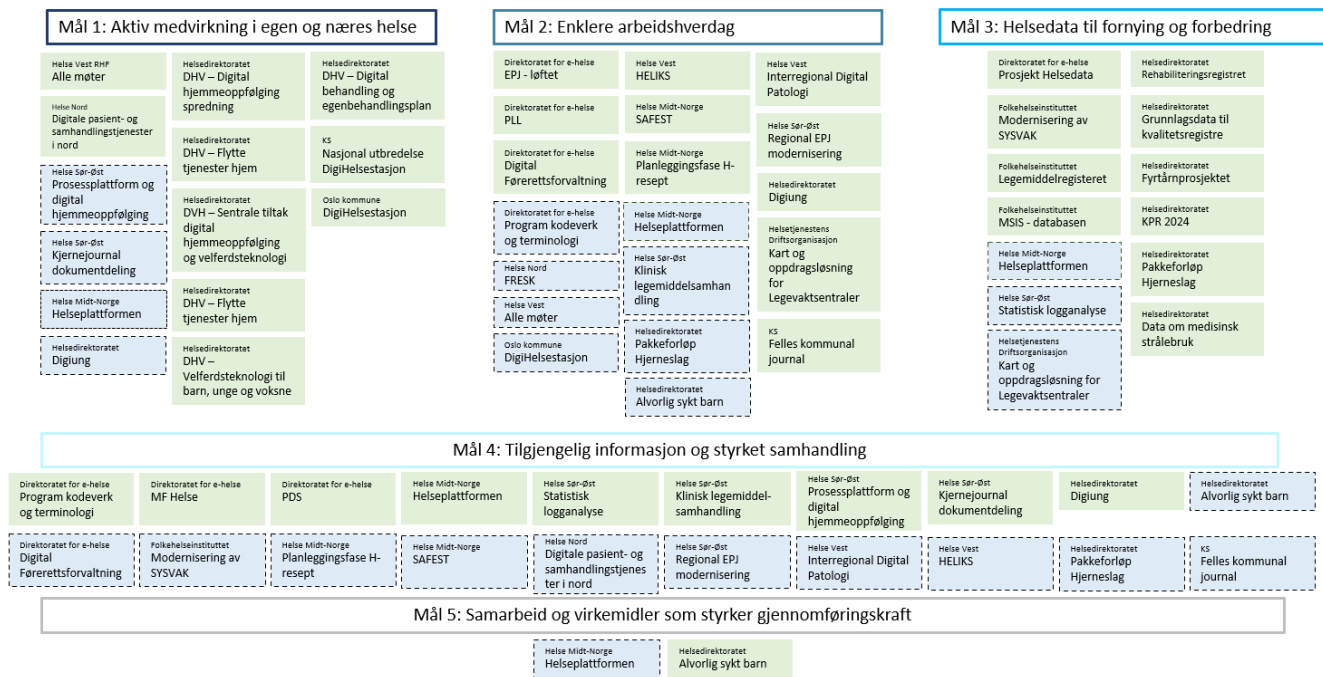 Mål 1: Aktiv medvirkning i egen og næres helse
Helse Vest RHF
Alle møter
Helse Nord
Digitale pasient- og
samhandlingstjenester
i nord
Helse Sør-Øst
Prosessplattform og
digital
hjemmeoppfølging
Helse Sør-Øst
Kjernejournal
dokumentdeling
Helse Midt-Norge
Helseplattformen
Helsedirektoratet
Digiung
Helsedirektoratet
DHV – Digital
hjemmeoppfølging
spredning
Helsedirektoratet
DHV – Flytte
tjenester hjem
Helsedirektoratet
DVH – Sentrale tiltak
digital
hjemmeoppfølging
og velferdsteknologi
Helsedirektoratet
DHV – Flytte
tjenester hjem
Helsedirektoratet
DHV –
Velferdsteknologi til
barn, unge og voksne
Helsedirektoratet
DHV – Digital
behandling og
egenbehandlingsplan
KS
Nasjonal utbredelse
DigiHelsestasjon
Oslo kommune
DigiHelsestasjon
Mål 2: Enklere arbeidshverdag
Direktoratet for e-helse
EPJ - løftet
Direktoratet for e-helse
PLL
Direktoratet for e-helse
Digital
Førerettsforvaltning
Direktoratet for e-helse
Program kodeverk
og terminologi
Helse Nord
FRESK
Helse Vest
Alle møter
Oslo kommune
DigiHelsestasjon
Helse Vest
HELIKS
Helse Midt-Norge
SAFEST
Helse Midt-Norge
Planleggingsfase H-
resept
Helse Midt-Norge
Helseplattformen
Helse Sør-Øst
Klinisk
legemiddelsamhan
dling
Helsedirektoratet
Pakkeforløp
Hjerneslag
Helsedirektoratet
Alvorlig sykt barn
Helse Vest
Interregional Digital
Patologi
Helse Sør-Øst
Regional EPJ
modernisering
Helsedirektoratet
Digiung
Helsetjenestens
Driftsorganisasjon
Kart og
oppdragsløsning
for
Legevaktsentraler
KS
Felles kommunal
journal
Mål 3: Helsedata til fornying og forbedring
Direktorat for e-helse
Prosjekt Helsedata
Folkehelseinstituttet
Modernisering av
SYSVAK
Folkehelseinstituttet
Legemiddelregisteret
Folkehelseinstituttet
MSIS - databasen
Helse Midt-Norge
Helseplattformen
Helse Sør-Øst
Statistisk logganalyse
Helsetjenestens
Driftsorganisasjon
Kart og
oppdragsløsning for
Legevaktsentraler
Helsedirektoratet
Rehabiliteringsregistret
Helsedirektoratet
Grunnlagsdata til
kvalitetsregistre
Helsedirektoratet
Fyrtårnprosjektet
Helsedirektoratet
KPR 2024
Helsedirektoratet
Pakkeforløp
Hjerneslag
Helsedirektoratet
Data om medisinsk
strålebruk
Mål 4: Tilgjengelig informasjon og styrket samhandling
Direktoratet for e-helse
Program kodeverk
og terminologi
Direktoratet for e-helse
MF Helse
Direktoratet for e-helse
PDS
Helse Midt-Norge
Helseplattformen
Helse Sør-Øst
Statistisk
logganalyse
Helse Sør-Øst
Klinisk legemiddel-
samhandling
Helse Sør-Øst
Prosessplattform og
digital
hjemmeoppfølging
Helse Sør-Øst
Kjernejournal
dokumentdeling
Helsedirektoratet
Digiung
Helsedirektoratet
Alvorlig sykt barn
Direktoratet for e-helse
Digital
Førerettsforvaltning
Folkehelseinstituttet
Modernisering av
SYSVAK
Helse Midt-Norge
Planleggingsfase H-
resept
Helse Midt-Norge
SAFEST
Helse Nord
Digitale pasient- og
samhandlingstjenes
ter i nord
Helse Sør-Øst
Regional EPJ
modernisering
Helse Vest
Interregional Digital
Patologi
Helse Vest
HELIKS
Helsedirektoratet
Pakkeforløp
Hjerneslag
KS
Felles kommunal
journal
Mål 5: Samarbeid og virkemidler som styrker gjennomføringskraft
Helse Midt-Norge
Helseplattformen
Helsedirektoratet
Alvorlig sykt barn